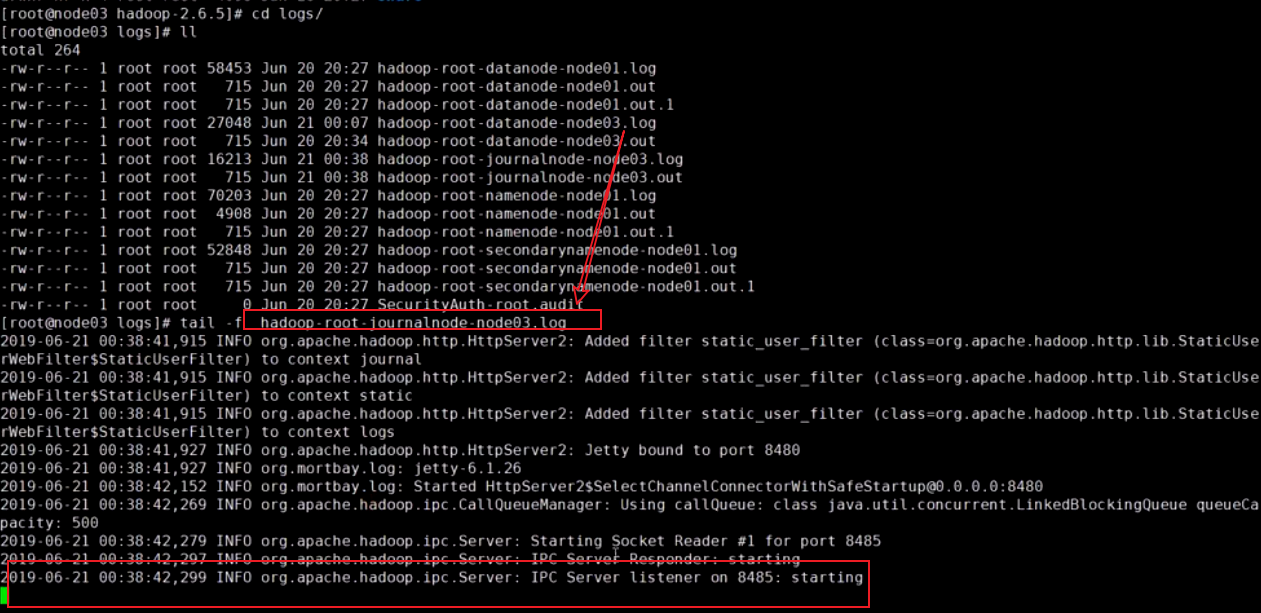 [root@node03 hadoop-2.6.5]# cd logs/
[root@node03 logs]# ll
total 264
-rw-r--r-- 1 root root 58453 Jun 20 20:27 hadoop-root-datanode-node01.log
-rw-r--r-- 1 root root   715 Jun 20 20:27 hadoop-root-datanode-node01.out
-rw-r--r-- 1 root root   715 Jun 20 20:27 hadoop-root-datanode-node01.out.1
-rw-r--r-- 1 root root 27048 Jun 21 00:07 hadoop-root-datanode-node03.log
-rw-r--r-- 1 root root   715 Jun 20 20:34 hadoop-root-datanode-node03.out
-rw-r--r-- 1 root root 16213 Jun 21 00:38 hadoop-root-journalnode-node03.log
-rw-r--r-- 1 root root   715 Jun 21 00:38 hadoop-root-journalnode-node03.out
-rw-r--r-- 1 root root 70203 Jun 20 20:27 hadoop-root-namenode-node01.log
-rw-r--r-- 1 root root  4908 Jun 20 20:27 hadoop-root-namenode-node01.out
-rw-r--r-- 1 root root   715 Jun 20 20:27 hadoop-root-namenode-node01.out.1
-rw-r--r-- 1 root root 52848 Jun 20 20:27 hadoop-root-secondarynamenode-node01.log
-rw-r--r-- 1 root root   715 Jun 20 20:27 hadoop-root-secondarynamenode-node01.out
-rw-r--r-- 1 root root   715 Jun 20 20:27 hadoop-root-secondarynamenode-node01.out.1
-rw-r--r-- 1 root root     0 Jun 20 20:27 SecurityAuth-root.audit
[root@node03 logs]# tail -f  hadoop-root-journalnode-node03.log
2019-06-21 00:38:41,915 INFO org.apache.hadoop.http.HttpServer2: Added filter static_user_filter (class=org.apache.hadoop.http.lib.StaticUse
rWebFilter$StaticUserFilter) to context journal
2019-06-21 00:38:41,915 INFO org.apache.hadoop.http.HttpServer2: Added filter static_user_filter (class=org.apache.hadoop.http.lib.StaticUse
rWebFilter$StaticUserFilter) to context static
2019-06-21 00:38:41,915 INFO org.apache.hadoop.http.HttpServer2: Added filter static_user_filter (class=org.apache.hadoop.http.lib.StaticUse
rWebFilter$StaticUserFilter) to context logs
2019-06-21 00:38:41,927 INFO org.apache.hadoop.http.HttpServer2: Jetty bound to port 8480
2019-06-21 00:38:41,927 INFO org.mortbay.log: jetty-6.1.26
2019-06-21 00:38:42,152 INFO org.mortbay.log: Started HttpServer2$SelectChannelConnectorWithSafeStartup@0.0.0.0:8480
2019-06-21 00:38:42,269 INFO org.apache.hadoop.ipc.CallQueueManager: Using callQueue: class java.util.concurrent.LinkedBlockingQueue queueCa
pacity: 500
2019-06-21 00:38:42,279 INFO org.apache.hadoop.ipc.Server: Starting Socket Reader #1 for port 8485
2019-06-21 00:38:42,297 INFO org.apache.hadoop.ipc.Server: IPC Server Responder: starting
2019-06-21 00:38:42,299 INFO org.apache.hadoop.ipc.Server: IPC Server listener on 8485: starting